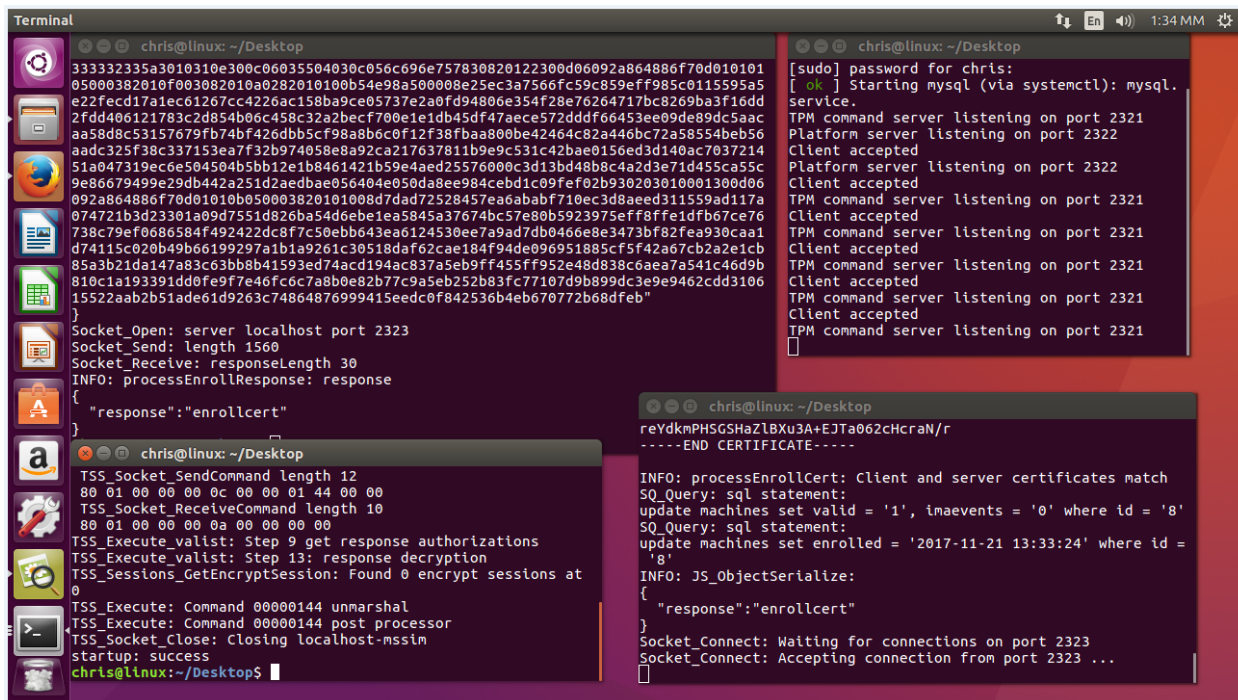 Terminal
En
1:34 MM
chris@linux: ~/Desktop
333332335a3010310e300c06035504030c056c696e757830820122300d06092a864886f70d010101
05000382010f003082010a0282010100b54e98a500008e25ec3a7566fc59c859eff985c0115595a5
e22fecd17a1ec61267cc4226ac158ba9ce05737e2a0fd94806e354f28e76264717bc8269ba3f16dd
2fdd406121783c2d854b06c458c32a2becf700e1e1db45df47aece572dddf66453ee09de89dc5aac
aa58d8c53157679fb74bf426dbb5cf98a8b6c0f12f38fbaa800be42464c82a446bc72a58554beb56
aadc325f38c337153ea7f32b974058e8a92ca217637811b9e9c531c42bae0156ed3d140ac7037214
51a047319ec6e504504b5bb12e1b8461421b59e4aed25576000c3d13bd48b8c4a2d3e71d455ca55c
9e86679499e29db442a251d2aedbae056404e050da8ee984cebd1c09fef02b930203010001300d06
092a864886f70d01010b050003820101008d7dad72528457ea6ababf710ec3d8aeed311559ad117a
074721b3d23301a09d7551d826ba54d6ebe1ea5845a37674bc57e80b5923975eff8ffe1dfb67ce76
738c79ef0686584f492422dc8f7c50ebb643ea6124530ee7a9ad7db0466e8e3473bf82fea930caa1
d74115c020b49b66199297a1b1a9261c30518daf62cae184f94de096951885cf5f42a67cb2a2e1cb
85a3b21da147a83c63bb8b41593ed74acd194ac837a5eb9ff455ff952e48d838c6aea7a541c46d9b
810c1a193391dd0fe9f7e46fc6c7a8b0e82b77c9a5eb252b83fc77107d9b899dc3e9e9462cdd3106
15522aab2b51ade61d9263c74864876999415eedc0f842536b4eb670772b68dfeb"
}
Socket_Open: server localhost port 2323
Socket_Send: length 1560
Socket_Receive: responseLength 30
INFO: processEnrollResponse: response
{
"response":"enrollcert"
}
chris@linux: ~/Desktop
[sudo] password for chris:
[ ok ] Starting mysql (via systemctl): mysql.
service.
TPM command server listening on port 2321
Platform server listening on port 2322
Client accepted
Platform server listening on port 2322
Client accepted
TPM command server listening on port 2321
Client accepted
TPM command server listening on port 2321
Client accepted
TPM command server listening on port 2321
Client accepted
TPM command server listening on port 2321
Client accepted
TPM command server listening on port 2321
chris@linux: ~/Desktop
TSS_Socket_SendCommand length 12
80 01 00 00 00 0c 00 00 01 44 00 00
TSS_Socket_ReceiveCommand length 10
80 01 00 00 00 0a 00 00 00 00
TSS_Execute_valist: Step 9 get response authorizations
TSS_Execute_valist: Step 13: response decryption
TSS_Sessions_GetEncryptSession: Found 0 encrypt sessions at
0
TSS_Execute: Command 00000144 unmarshal
TSS_Execute: Command 00000144 post processor
TSS_Socket_Close: Closing localhost-mssim
startup: success
chris@linux:~/Desktop$
chris@linux: ~/Desktop
reYdkmPHSGSHaZlBXu3A+EJTa062cHcraN/r
-----END CERTIFICATE-----
INFO: processEnrollCert: Client and server certificates match
SQ_Query: sql statement:
update machines set valid = '1', imaevents = '0' where id = '8'
SQ_Query: sql statement:
update machines set enrolled = '2017-11-21 13:33:24' where id =
'8'
INFO: JS_ObjectSerialize:
{
"response":"enrollcert"
}
Socket_Connect: Waiting for connections on port 2323
Socket_Connect: Accepting connection from port 2323 ...